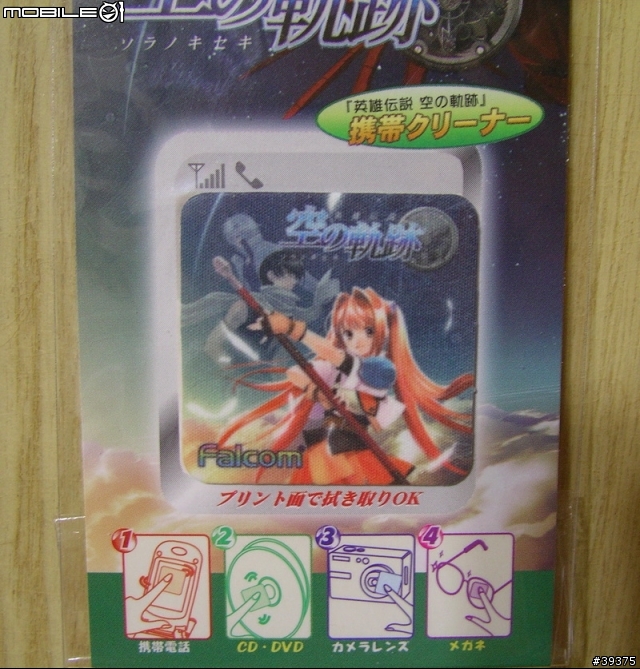 MOBILE01
空の軌跡
ソラノキセキ
『英雄伝説 空の軌跡』
携帯クリーナー
空の軌跡
Falcom
プリント面で拭き取りOK
1 2 3 4
携帯電話 CD・DVD カメラレンズ メガネ
#39375